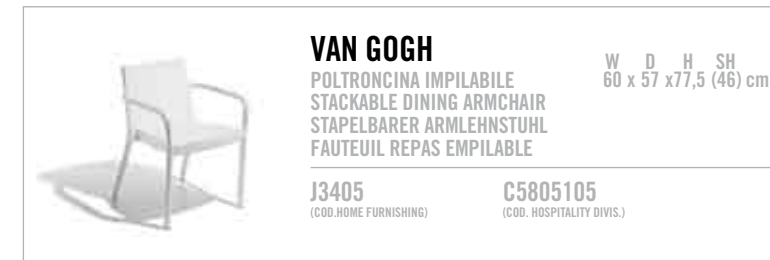 VAN GOGH
POLTRONCINA IMPILABILE
STACKABLE DINING ARMCHAIR
STAPELBARER ARMLEHNSTUHL
FAUTEUIL REPAS EMPILABLE
W D H SH
60 x 57 x77,5 (46) cm
J3405
(COD.HOME FURNISHING)
C5805105
(COD. HOSPITALITY DIVIS.)